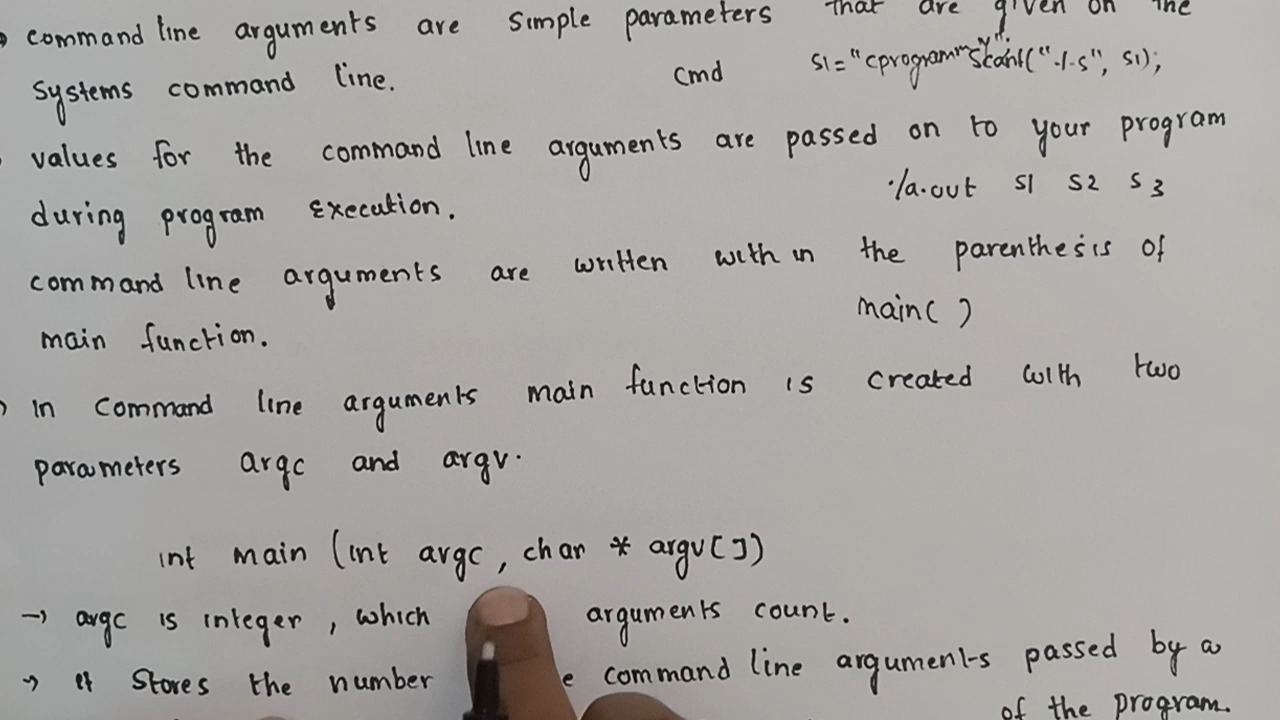 command line arguments are simple parameters that are given on the
systems command line. cmd s1="cprogramming". scanf("%s", s1);
values for the command line arguments are passed on to your program
during program execution. ./a.out s1 s2 s3
command line arguments are written with in the parenthesis of
main function. main( )
In command line arguments main function is created with two
parameters argc and argv.
int main (int argc, char * argv[])
→ argc is integer, which arguments count.
→ It stores the number command line arguments passed by a
of the program.